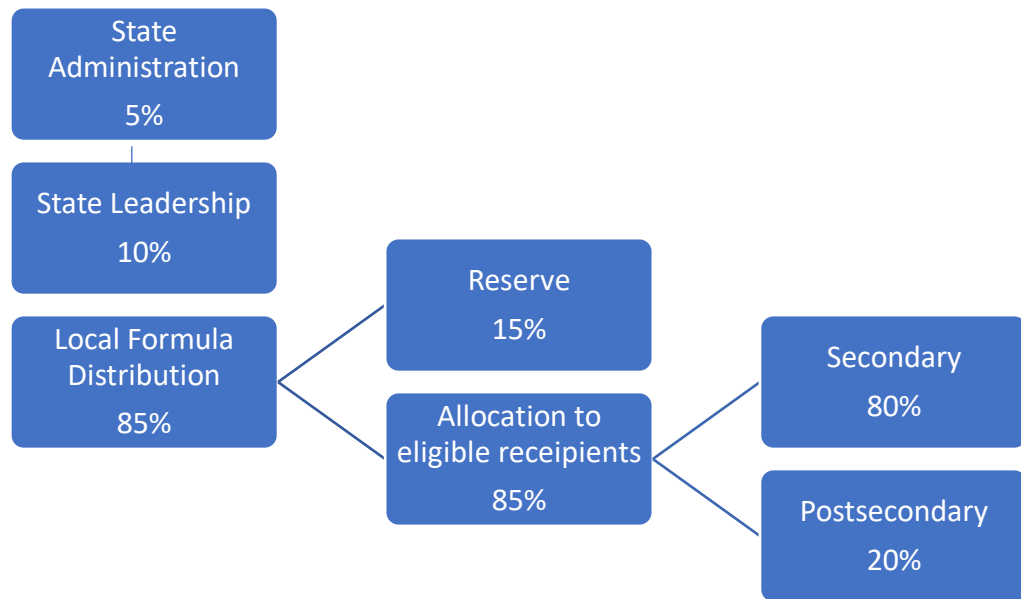 State
Administration
5%
State Leadership
10%
Local Formula
Distribution
85%
Reserve
15%
Allocation to
eligible receipients
85%
Secondary
80%
Postsecondary
20%